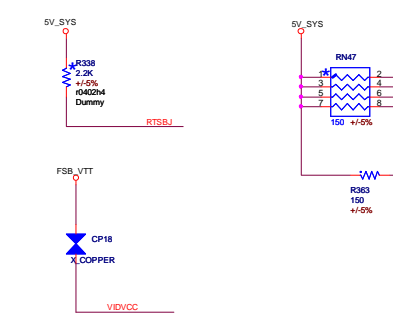 5V_SYS
R338
2.2K
+/-5%
r0402h4
Dummy
RTSBJ
FSB_VTT
CP18
X_COPPER
VIDVCC
5V_SYS
RN47
1 2
3 4
5 6
7 8
150 +/-5%
R363
150
+/-5%